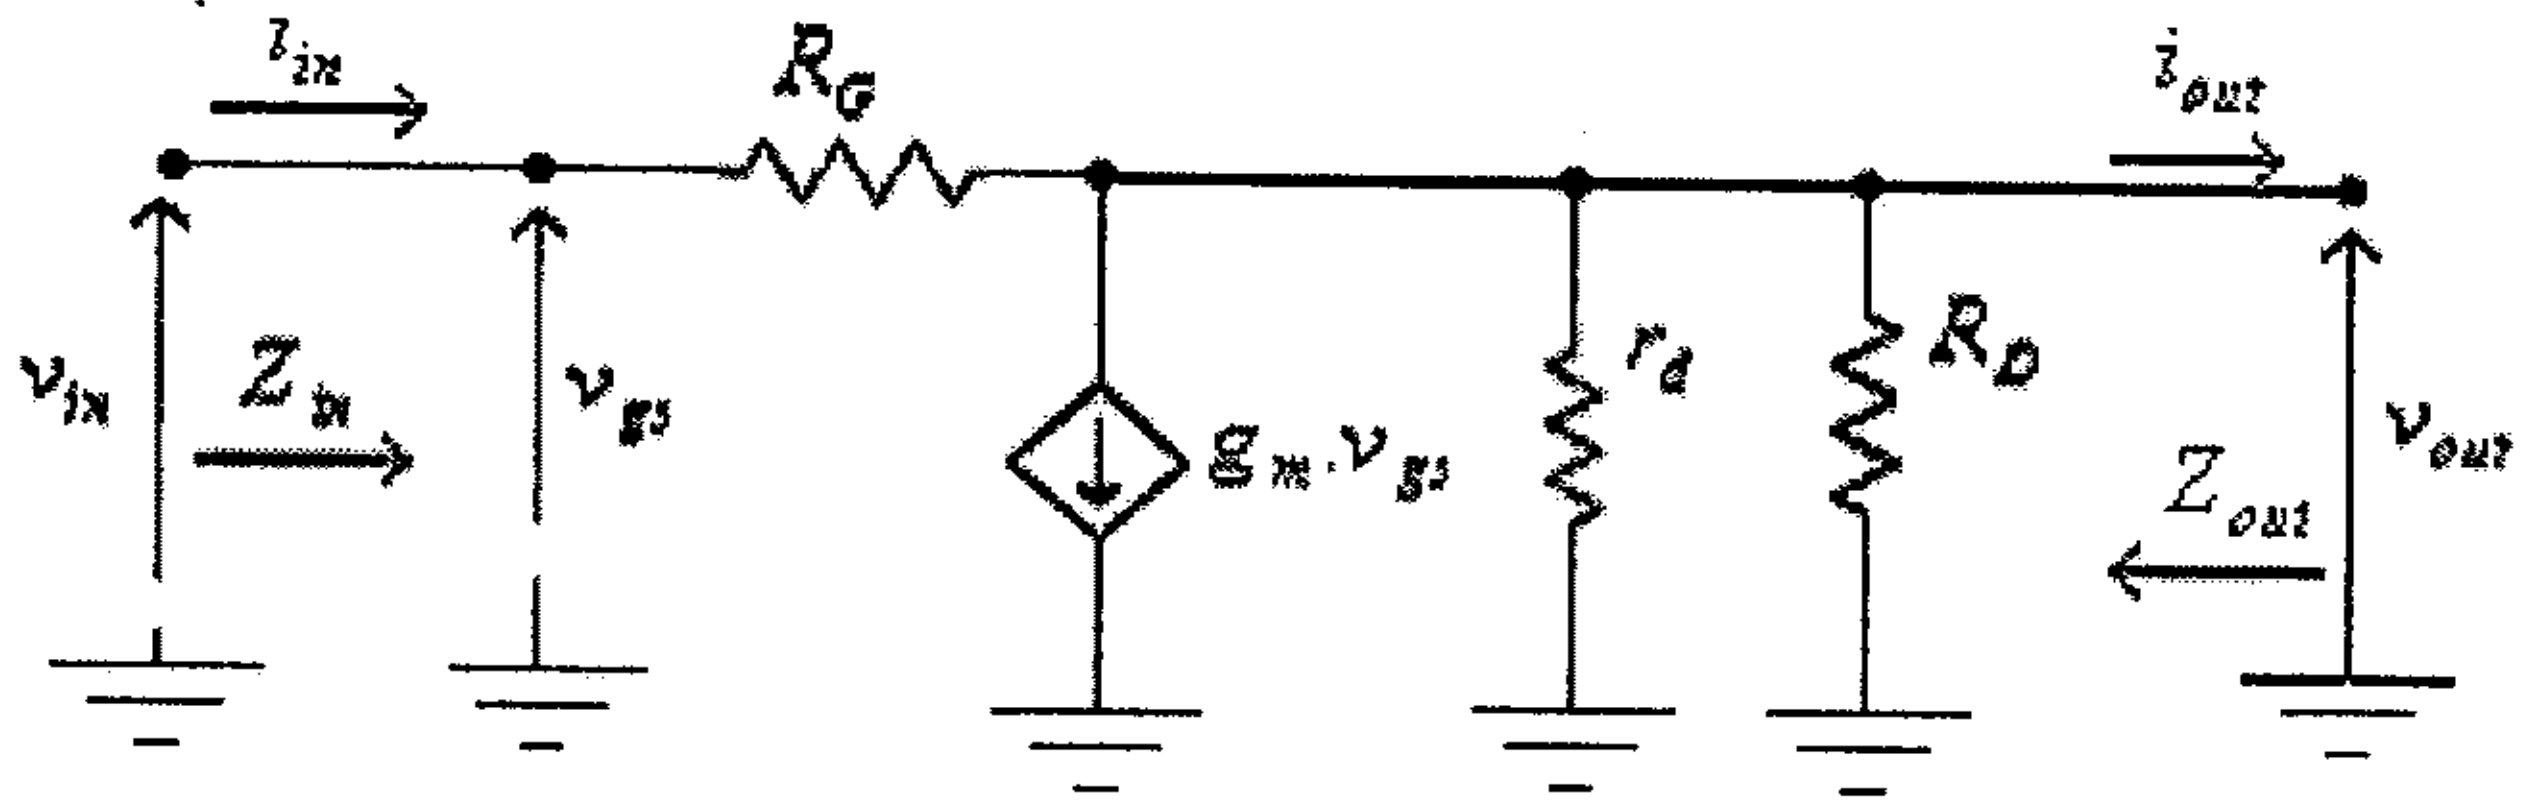 i_in
R_G
i_out
v_in
Z_in
v_gs
g_m.v_gs
r_d
R_D
v_out
Z_out